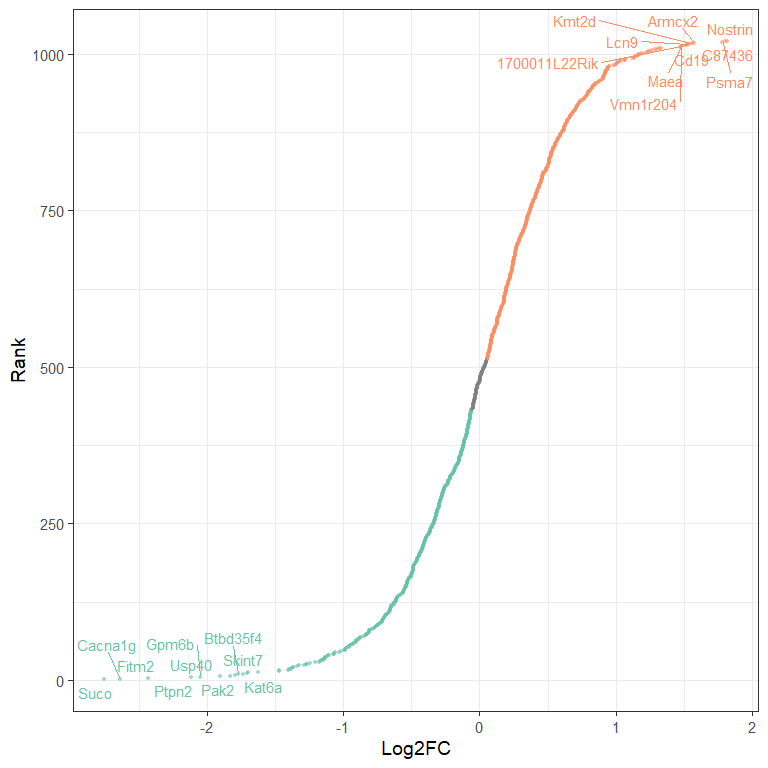 Kmt2d
Armcx2
Nostrin
Lcn9
1700011L22Rik
Cd19
C87436
Maea
Psma7
Vmn1r204
1000
750
500
250
0
Rank
Cacna1g
Gpm6b
Btbd35f4
Fitm2
Usp40
Skint7
Suco
Ptpn2
Pak2
Kat6a
-2
-1
0
1
2
Log2FC